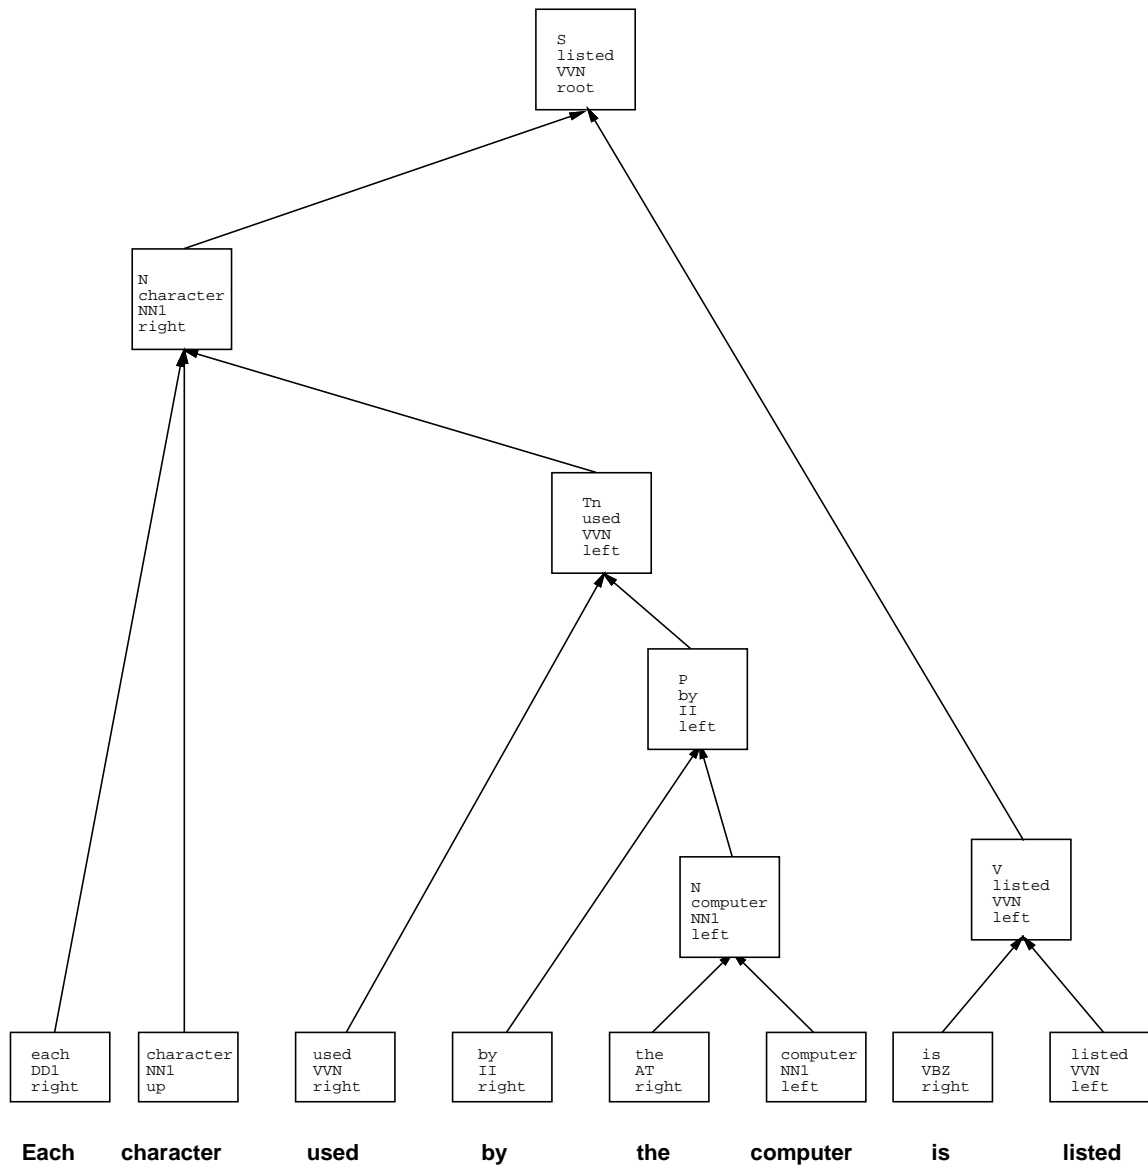 S
listed
VVN
root
N
character
NN1
right
Tn
used
VVN
left
P
by
II
left
V
listed
VVN
left
N
computer
NN1
left
each
DD1
right
character
NN1
up
used
VVN
right
by
II
right
the
AT
right
computer
NN1
left
is
VBZ
right
listed
VVN
left
Each character used by the computer is listed